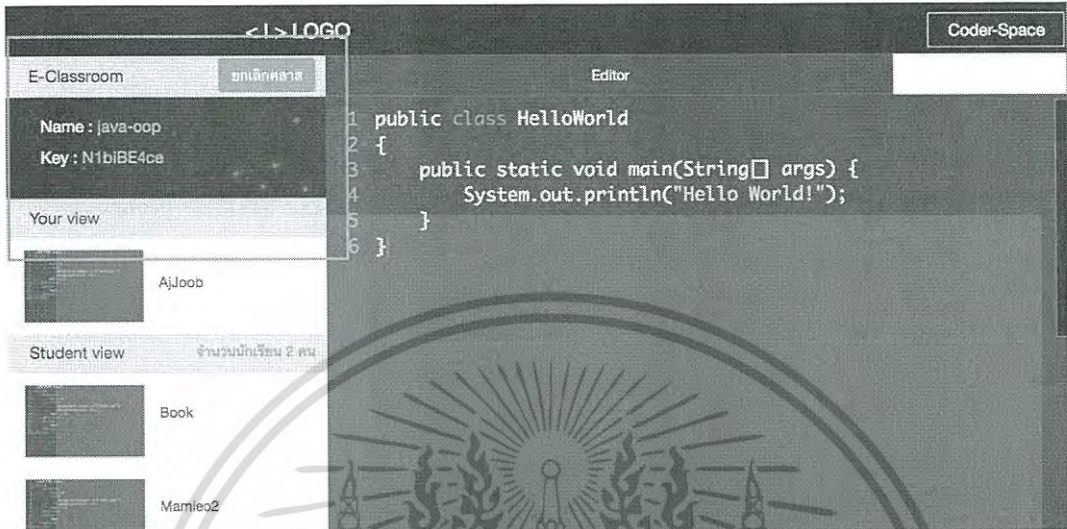 < I > LOGO
Coder-Space
E-Classroom
ยกเลิกคลาส
Name : java-oop
Key : N1biBE4ce
Your view
AjJoob
Student view
จำนวนนักเรียน 2 คน
Book
Mamieo2
Editor
1 public class HelloWorld
2 {
3 public static void main(String[] args) {
4 System.out.println("Hello World!");
5 }
6 }